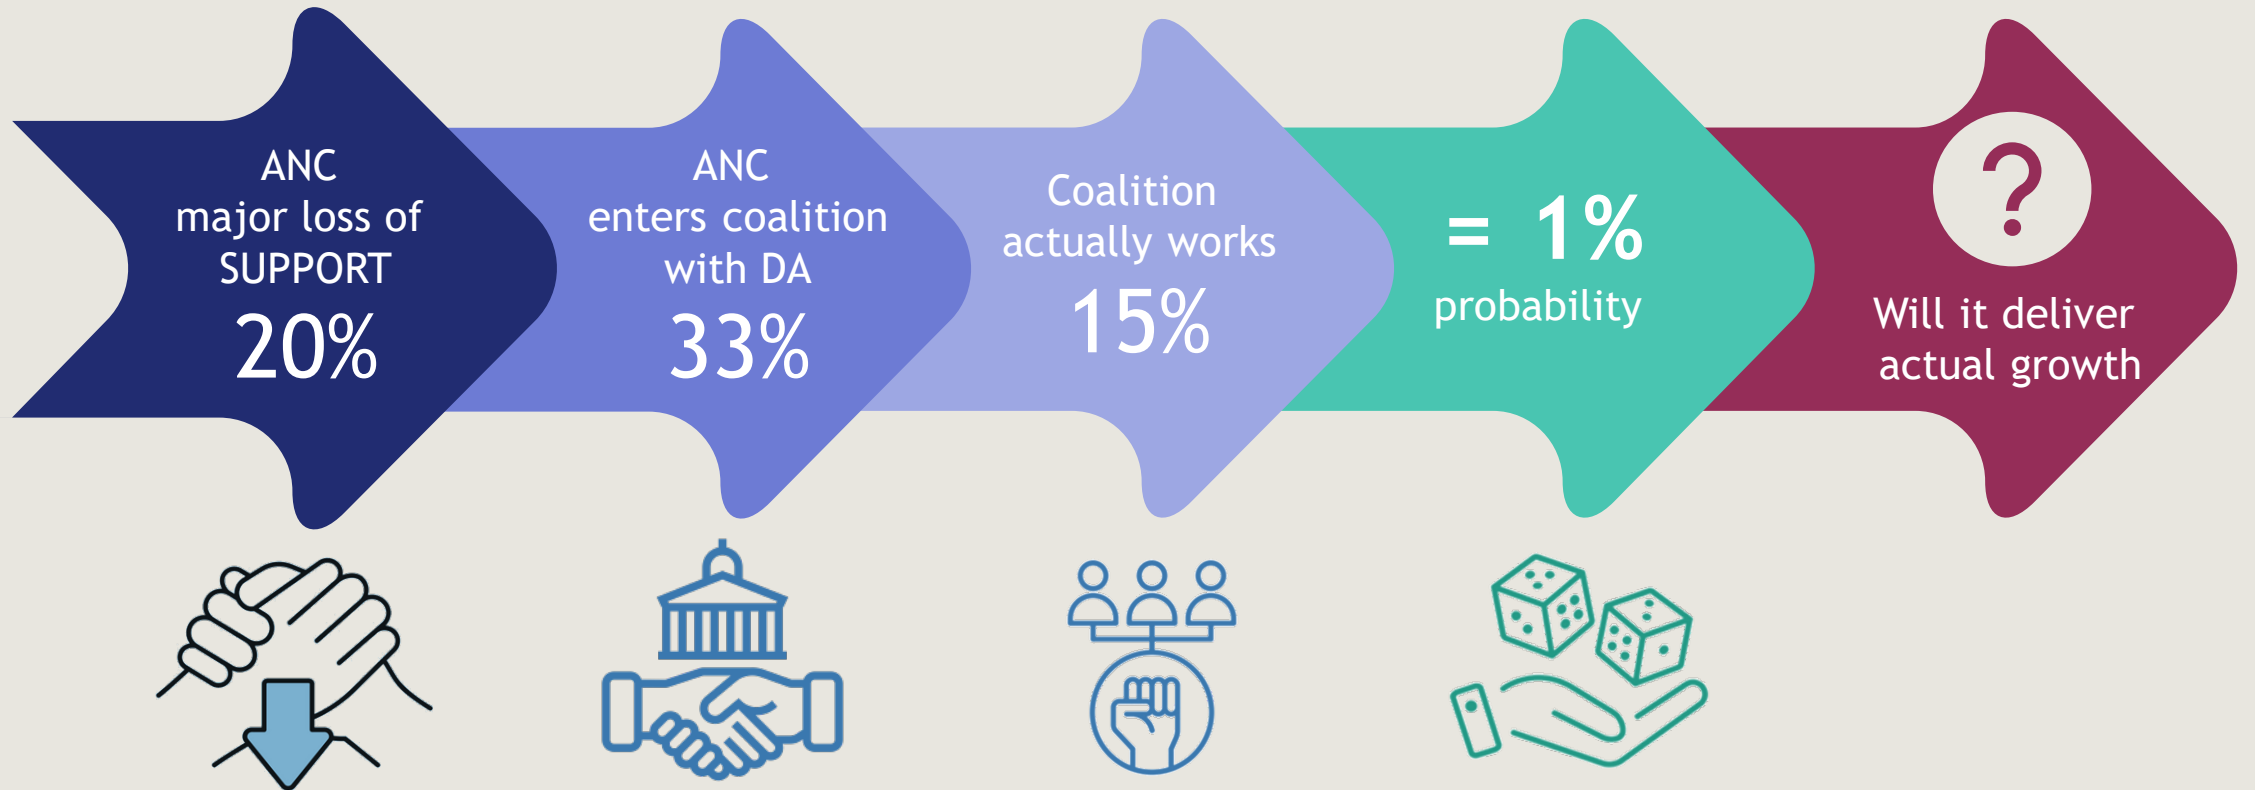 ANC
major loss of
SUPPORT
20%
ANC
enters coalition
with DA
33%
Coalition
actually works
15%
= 1%
probability
?
Will it deliver
actual growth